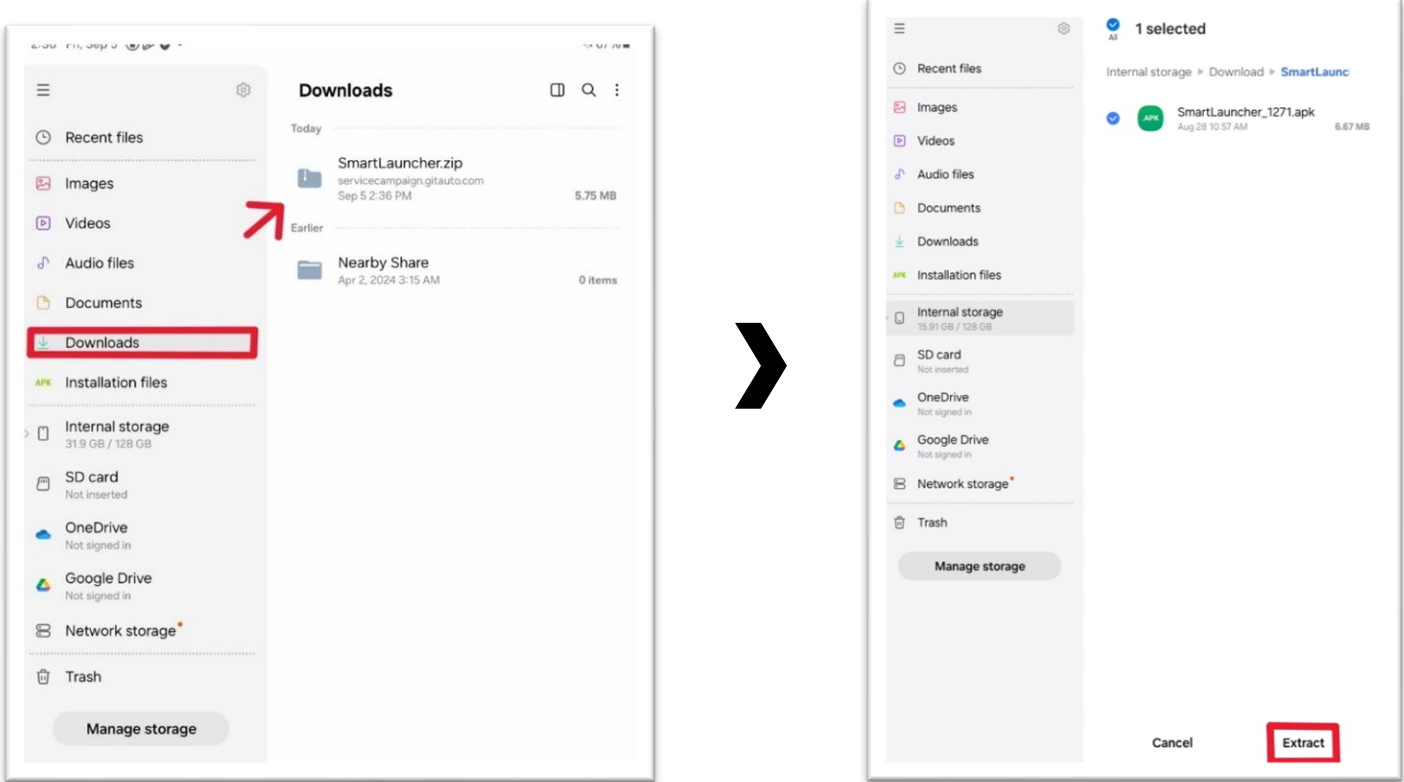 Recent files
Images
Videos
Audio files
Documents
Downloads
APK Installation files
Internal storage
31.9 GB / 128 GB
SD card
Not inserted
OneDrive
Not signed in
Google Drive
Not signed in
Network storage
Trash
Manage storage
Downloads
Today
SmartLauncher.zip
servicecampaign.gitauto.com
Sep 5 2:36 PM 5.75 MB
Earlier
Nearby Share
Apr 2, 2024 3:15 AM 0 items
Recent files
Images
Videos
Audio files
Documents
Downloads
APK Installation files
Internal storage
15.91 GB / 128 GB
SD card
Not inserted
OneDrive
Not signed in
Google Drive
Not signed in
Network storage
Trash
Manage storage
All 1 selected
Internal storage Download SmartLaunc
.APK SmartLauncher_1271.apk
Aug 28 10:57 AM 6.67 MB
Cancel Extract